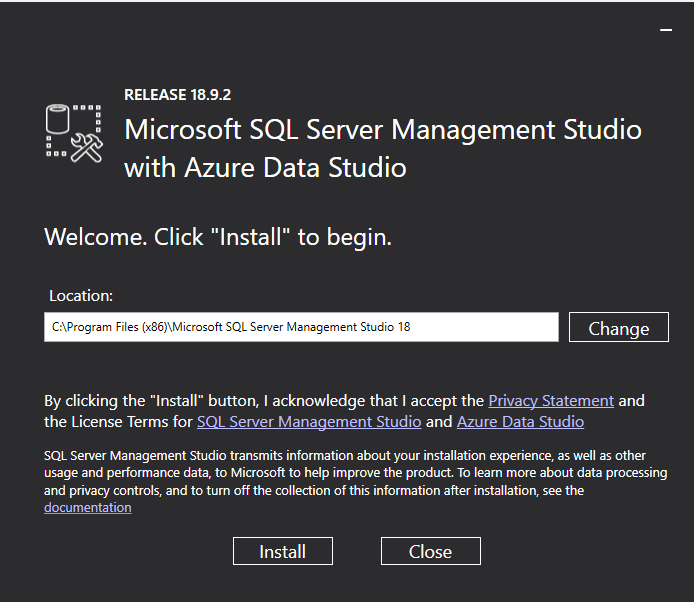 RELEASE 18.9.2
Microsoft SQL Server Management Studio
with Azure Data Studio
Welcome. Click "Install" to begin.
Location:
C:\Program Files (x86)\Microsoft SQL Server Management Studio 18
Change
By clicking the "Install" button, I acknowledge that I accept the Privacy Statement and
the License Terms for SQL Server Management Studio and Azure Data Studio
SQL Server Management Studio transmits information about your installation experience, as well as other
usage and performance data, to Microsoft to help improve the product. To learn more about data processing
and privacy controls, and to turn off the collection of this information after installation, see the
documentation
Install
Close